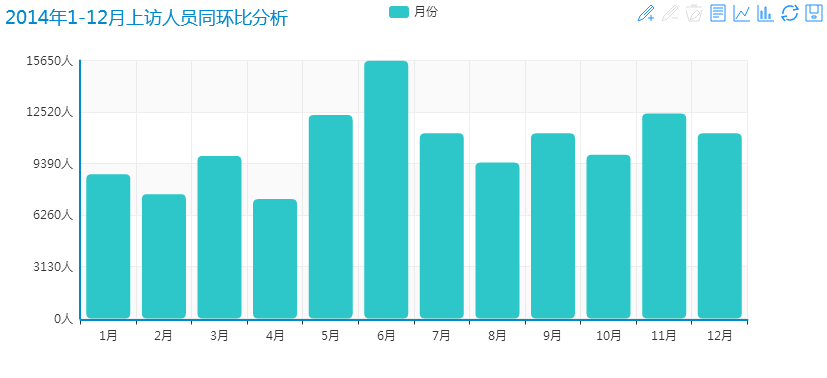 2014年1-12月上访人员同环比分析
月份
15650人
12520人
9390人
6260人
3130人
0人
1月 2月 3月 4月 5月 6月 7月 8月 9月 10月 11月 12月